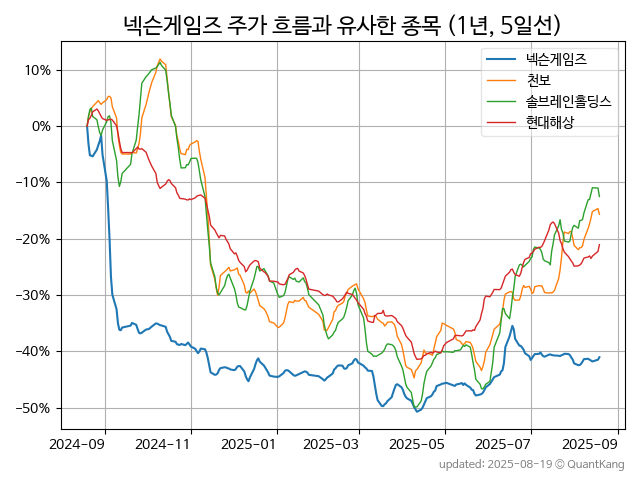 넥슨게임즈 주가 흐름과 유사한 종목 (1년, 5일선)
넥슨게임즈
천보
솔브레인홀딩스
현대해상
10%
0%
−10%
−20%
−30%
−40%
−50%
2024-09 2024-11 2025-01 2025-03 2025-05 2025-07 2025-09
updated: 2025-08-19 © QuantKang